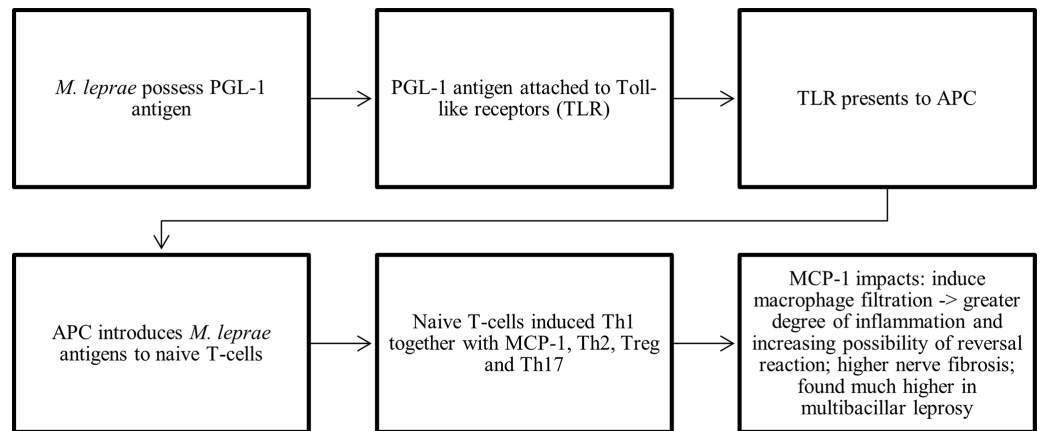 M. leprae possess PGL-1
antigen
PGL-1 antigen attached to Toll-
like receptors (TLR)
TLR presents to APC
APC introduces M. leprae
antigens to naive T-cells
Naive T-cells induced Th1
together with MCP-1, Th2, Treg
and Th17
MCP-1 impacts: induce
macrophage filtration -> greater
degree of inflammation and
increasing possibility of reversal
reaction; higher nerve fibrosis;
found much higher in
multibacillar leprosy